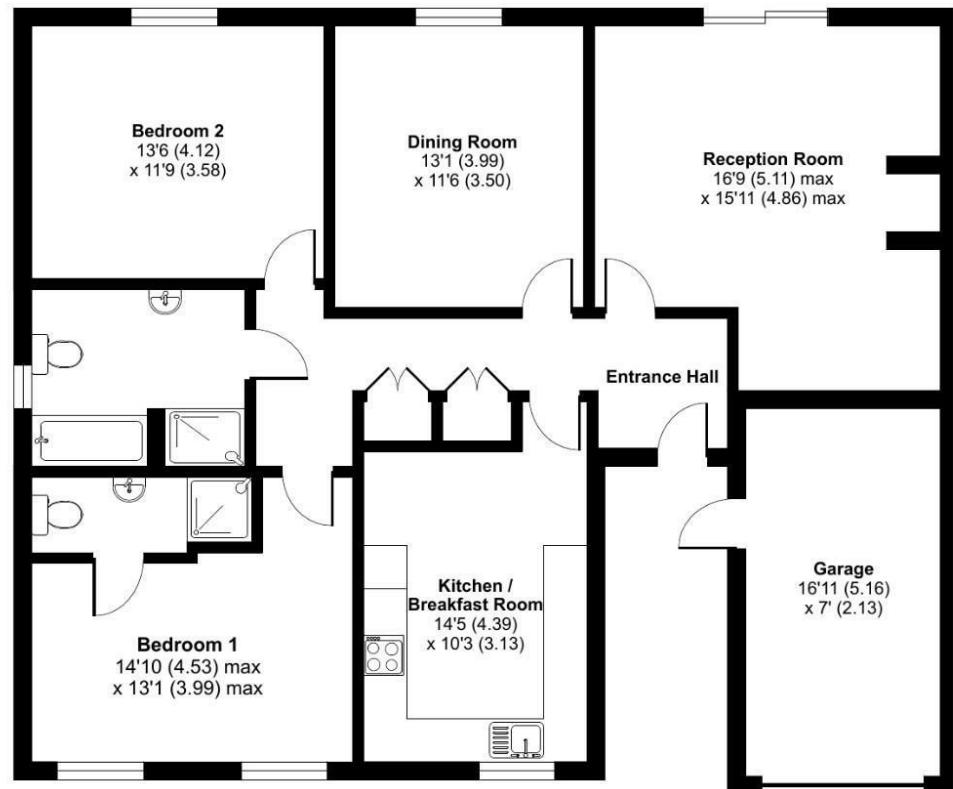 Bedroom 2
13'6 (4.12)
x 11'9 (3.58)
Dining Room
13'1 (3.99)
x 11'6 (3.50)
Reception Room
16'9 (5.11) max
x 15'11 (4.86) max
Entrance Hall
Kitchen /
Breakfast Room
14'5 (4.39)
x 10'3 (3.13)
Garage
16'11 (5.16)
x 7' (2.13)
Bedroom 1
14'10 (4.53) max
x 13'1 (3.99) max